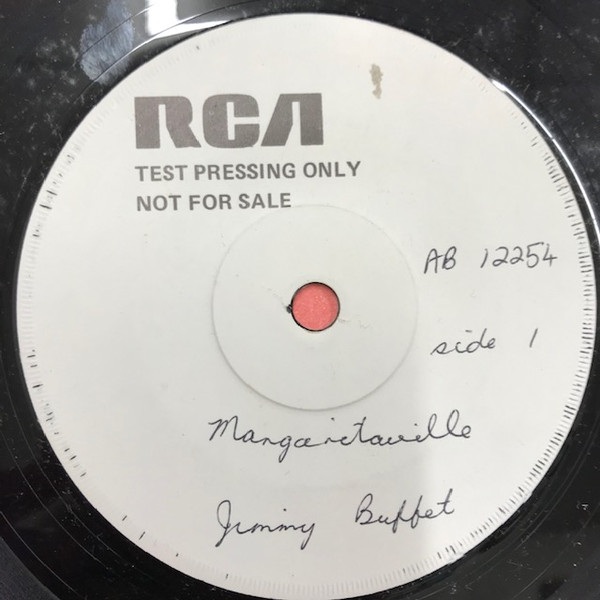 RCA
TEST PRESSING ONLY
NOT FOR SALE
AB 12254
side 1
Margaritaville
Jimmy Buffet